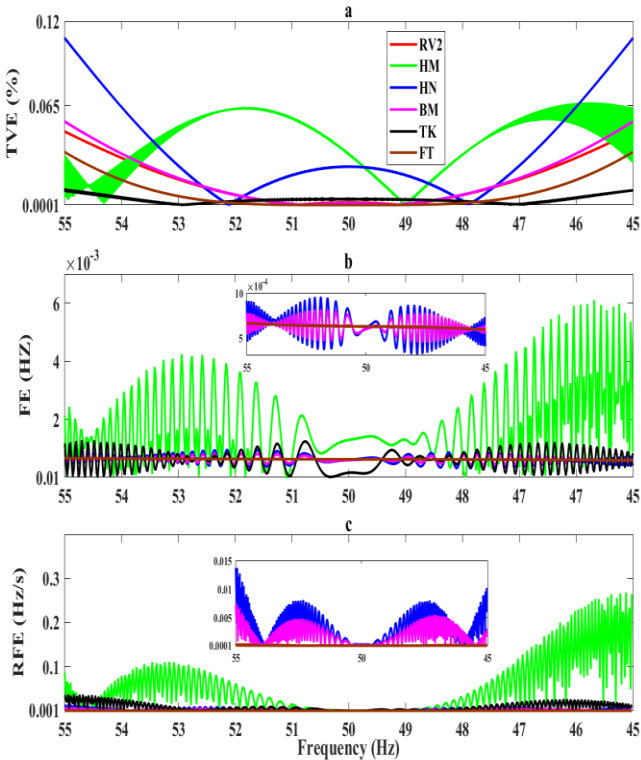 a
0.12
0.065
0.0001
TVE (%)
RV2
HM
HN
BM
TK
FT
55 54 53 52 51 50 49 48 47 46 45
b
×10⁻³
6
4
2
0.01
FE (HZ)
×10⁻⁴
10
5
55 50 45
55 54 53 52 51 50 49 48 47 46 45
c
0.3
0.2
0.1
0.001
RFE (Hz/s)
0.015
0.01
0.005
0.0001
55 50 45
55 54 53 52 51 50 49 48 47 46 45
Frequency (Hz)